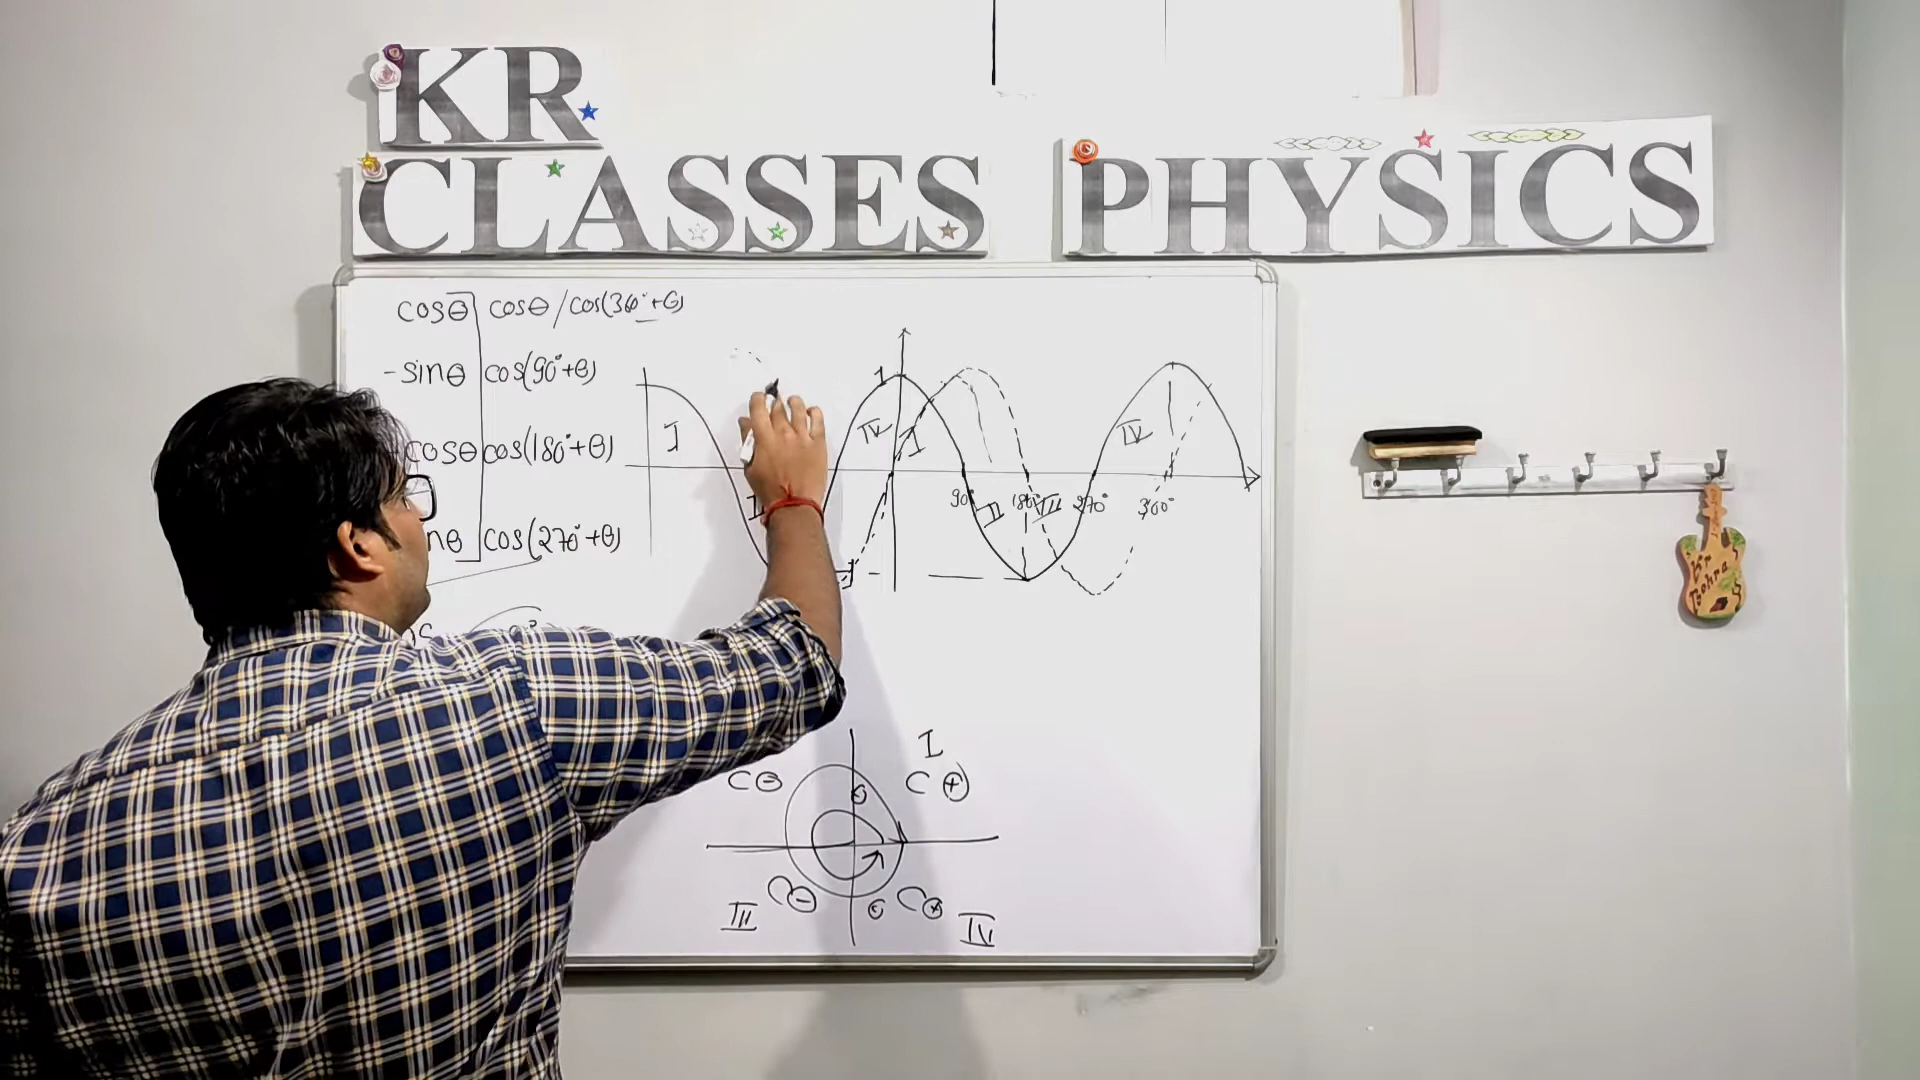 KR
CLASSES PHYSICS
cosθ cosθ/cos(360°+θ)
-sinθ cos(90°+θ)
cosθ cos(180°+θ)
nθ cos(270°+θ)
I
1
IV
I
IV
90°
II
180°
III
270°
360°
I
C⊖
C⊕
C⊖
C⊕
III
IV